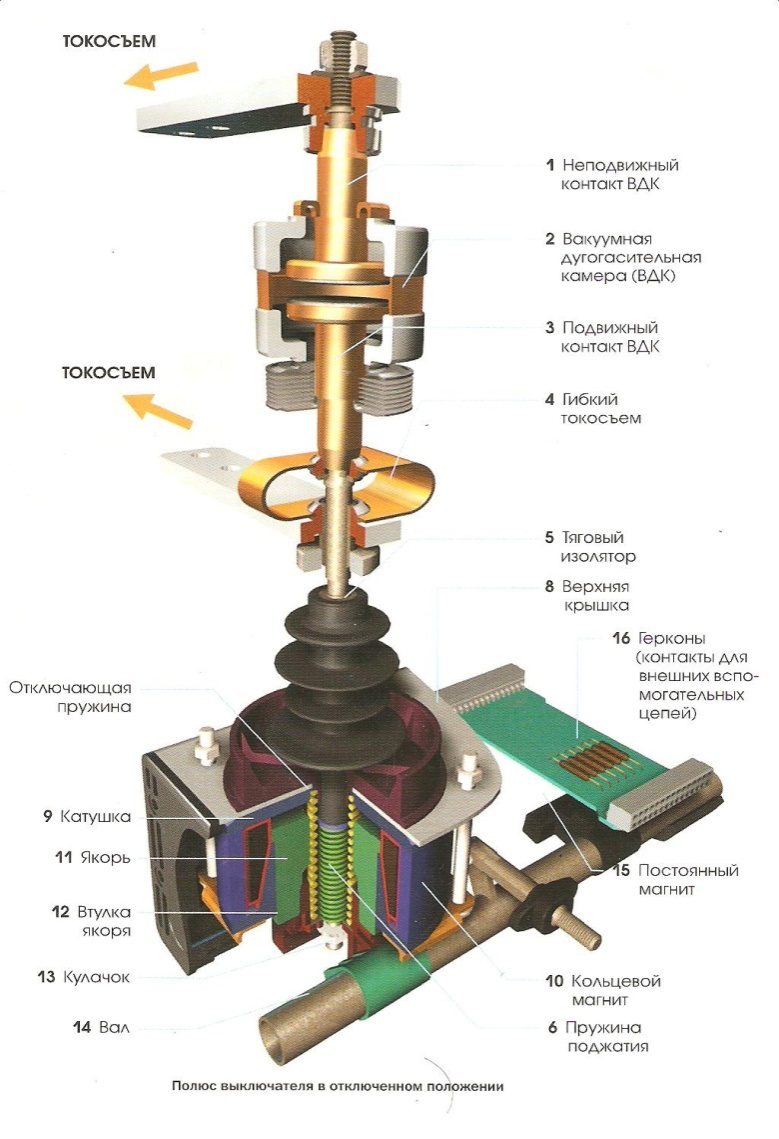 ТОКОСЪЕМ
1 Неподвижный
контакт ВДК
2 Вакуумная
дугогасительная
камера (ВДК)
3 Подвижный
контакт ВДК
ТОКОСЪЕМ
4 Гибкий
токосъем
5 Тяговый
изолятор
8 Верхняя
крышка
16 Герконы
(контакты для
внешних вспо-
могательных
цепей)
Отключающая
пружина
9 Катушка
11 Якорь
15 Постоянный
магнит
12 Втулка
якоря
13 Кулачок
10 Кольцевой
магнит
14 Вал
6 Пружина
поджатия
Полюс выключателя в отключенном положении